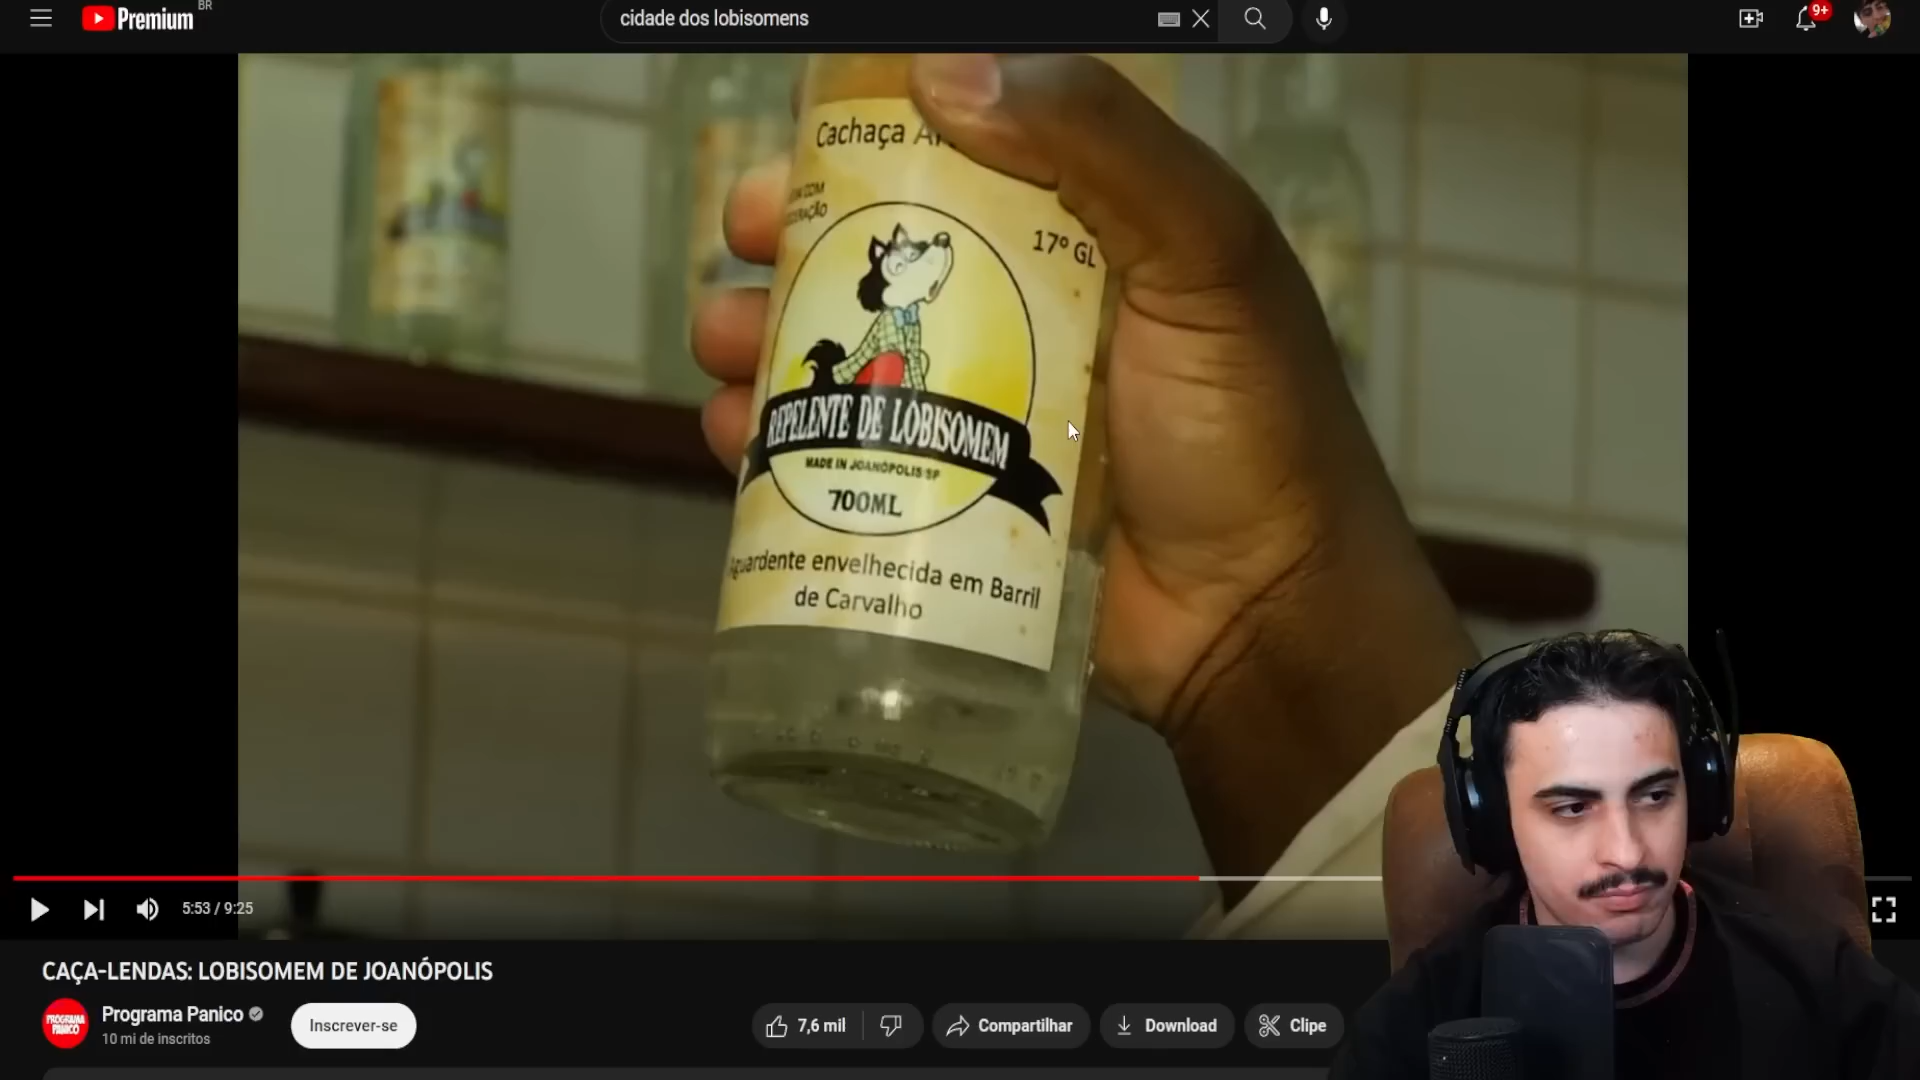 Premium
BR
cidade dos lobisomens
9+
Cachaça
17º GL
REPELENTE DE LOBISOMEM
MADE IN JOANÓPOLIS/SP
700ML
Aguardente envelhecida em Barril
de Carvalho
5:53 / 9:25
CAÇA-LENDAS: LOBISOMEM DE JOANÓPOLIS
PROGRAMA
PANICO
Programa Panico
10 mi de inscritos
Inscrever-se
7,6 mil
Compartilhar
Download
Clipe